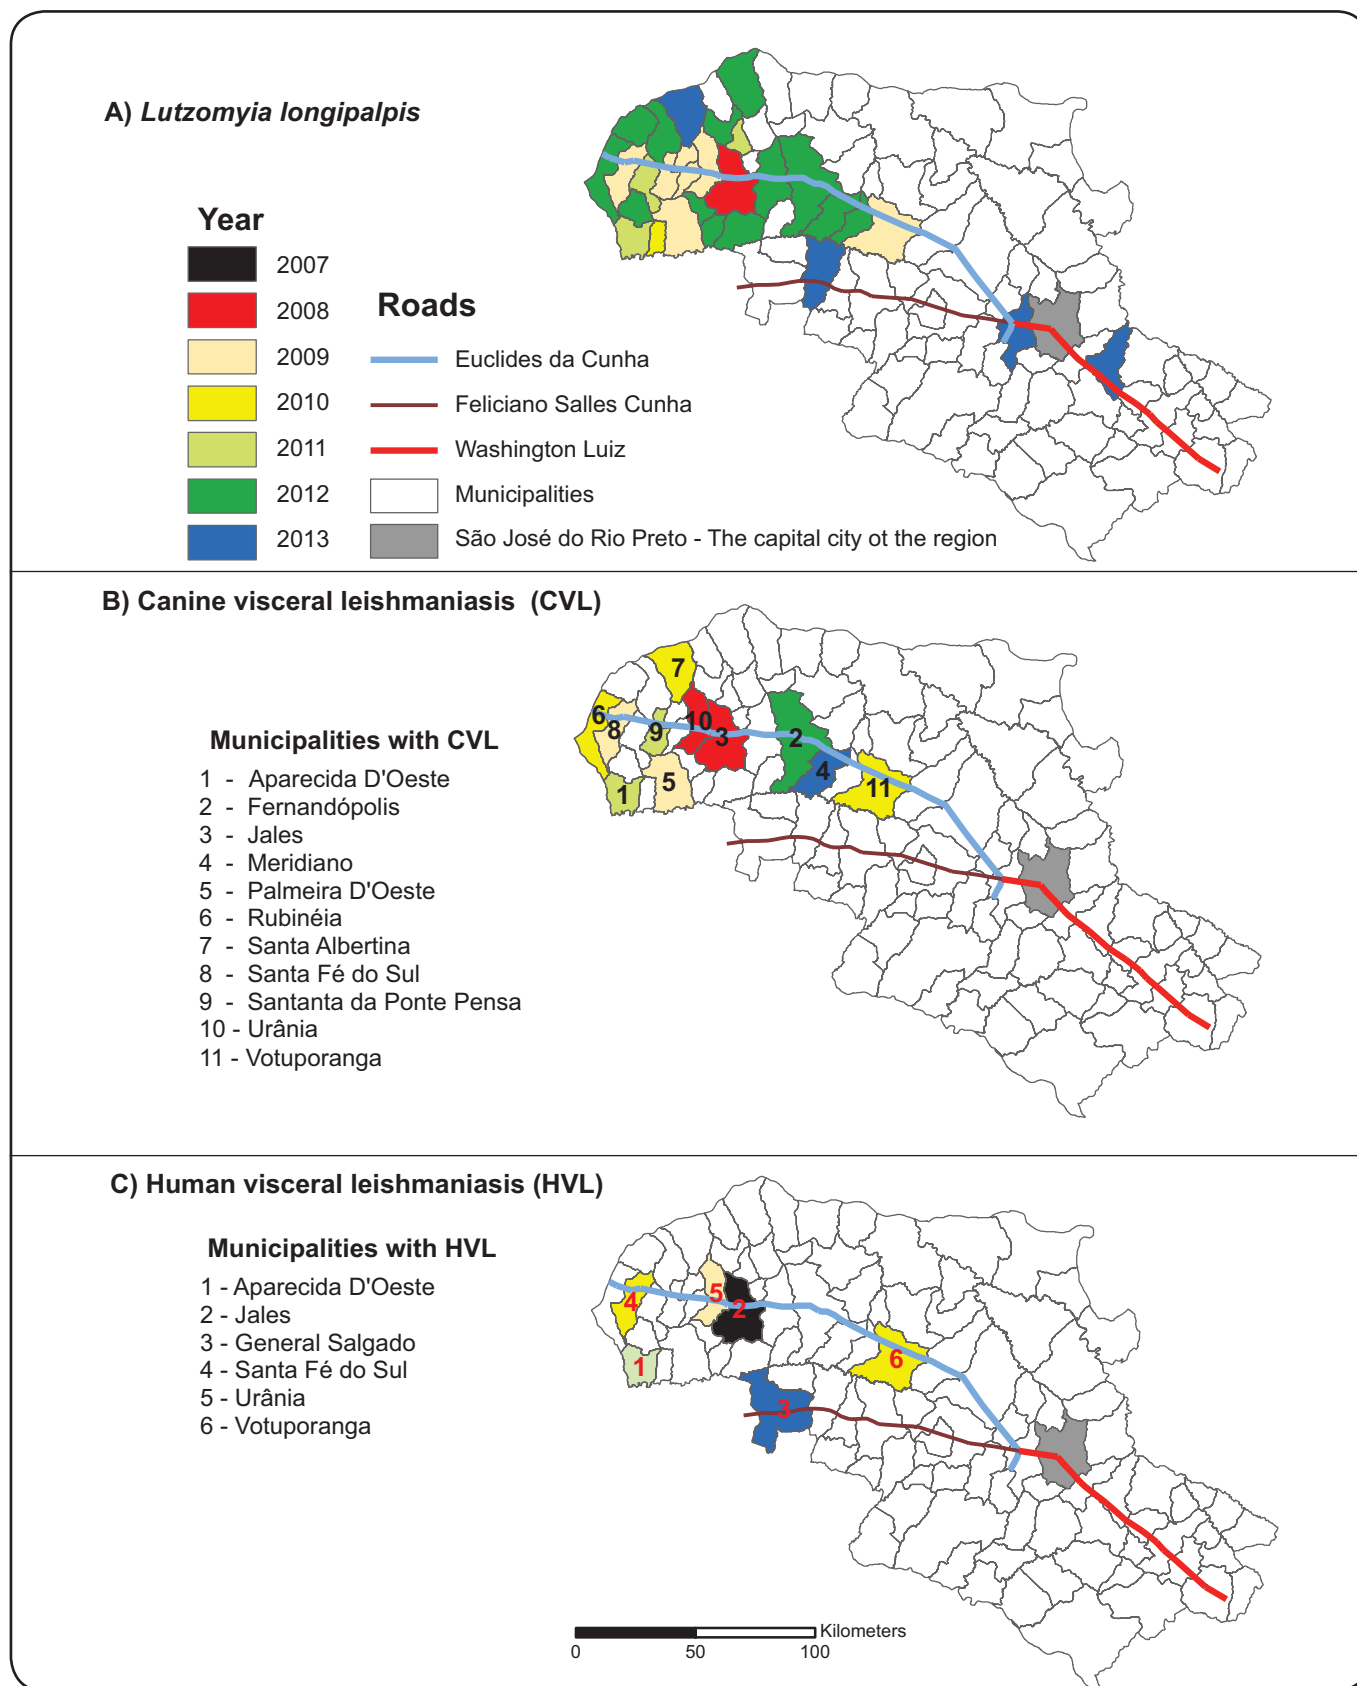 A) Lutzomyia longipalpis
Year
2007
2008
2009
2010
2011
2012
2013
Roads
Euclides da Cunha
Feliciano Salles Cunha
Washington Luiz
Municipalities
São José do Rio Preto - The capital city ot the region
B) Canine visceral leishmaniasis (CVL)
Municipalities with CVL
1 - Aparecida D'Oeste
2 - Fernandópolis
3 - Jales
4 - Meridiano
5 - Palmeira D'Oeste
6 - Rubinéia
7 - Santa Albertina
8 - Santa Fé do Sul
9 - Santanta da Ponte Pensa
10 - Urânia
11 - Votuporanga
7
6
8
9
10
3
2
4
1
5
11
C) Human visceral leishmaniasis (HVL)
Municipalities with HVL
1 - Aparecida D'Oeste
2 - Jales
3 - General Salgado
4 - Santa Fé do Sul
5 - Urânia
6 - Votuporanga
4
5
2
1
6
3
Kilometers
0 50 100